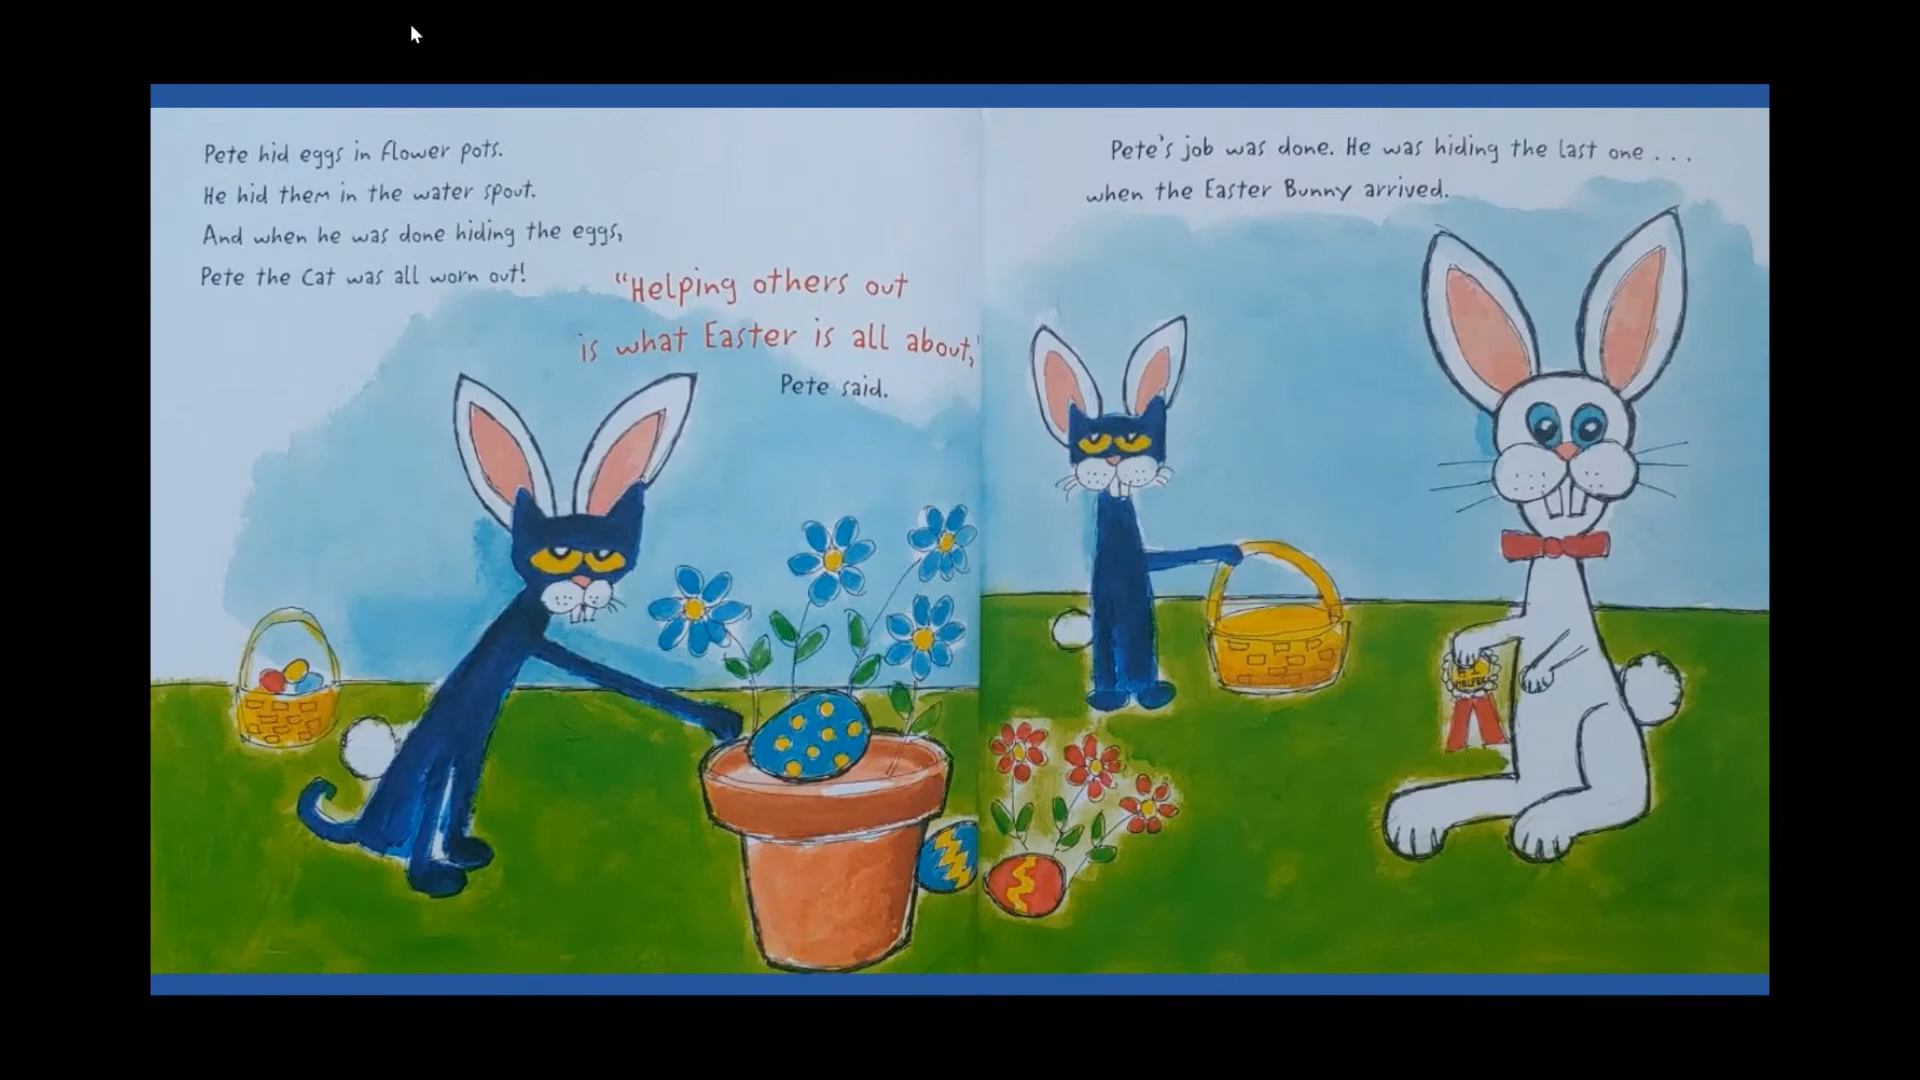 Pete hid eggs in flower pots.
He hid them in the water spout.
And when he was done hiding the eggs,
Pete the Cat was all worn out!
“Helping others out
is what Easter is all about,”
Pete said.
Pete's job was done. He was hiding the last one . . .
when the Easter Bunny arrived.
#1